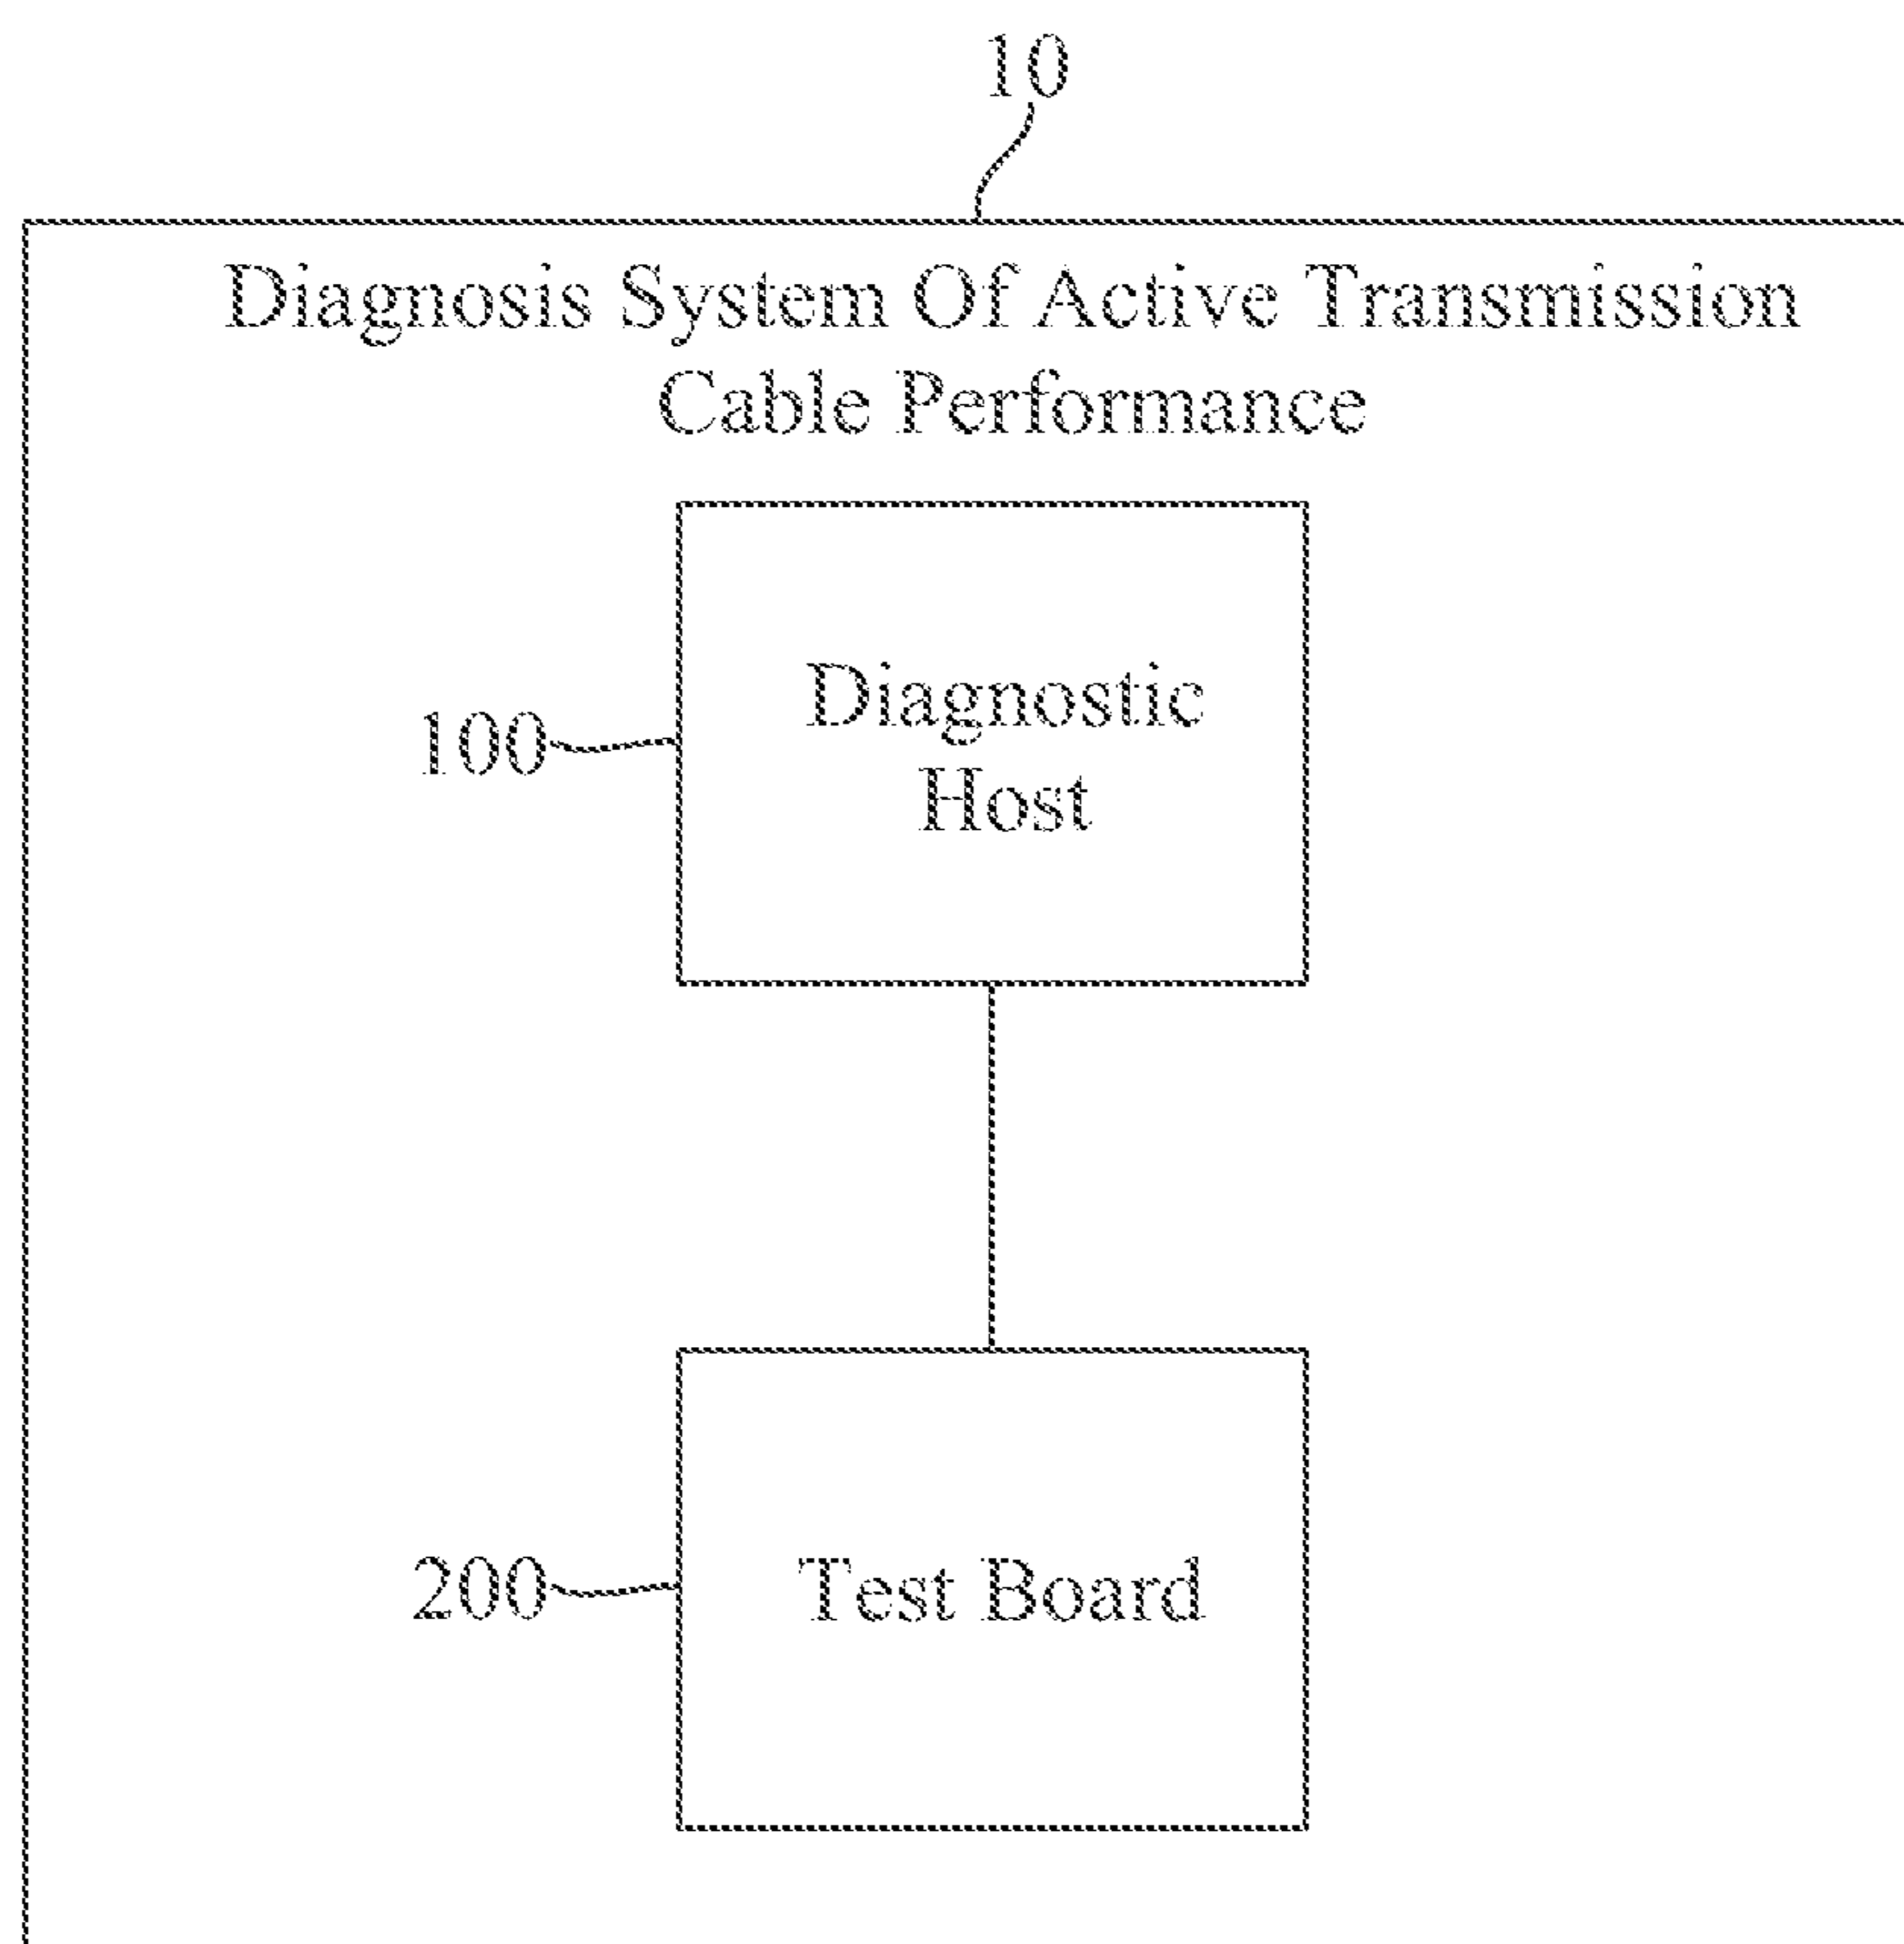 10
Diagnosis System Of Active Transmission
Cable Performance
100
Diagnostic
Host
200
Test Board